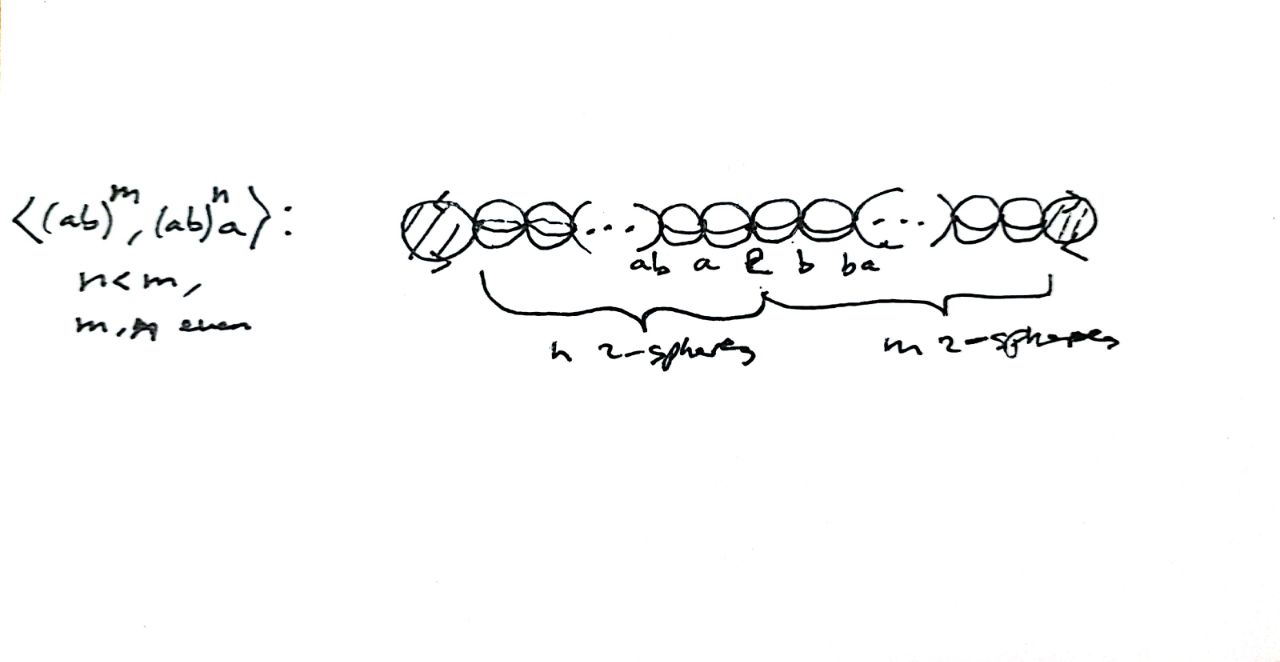 ⟨(ab)^m, (ab)^n a⟩:
n<m,
m, even
ab a e b ba
n 2-spheres
m 2-spheres